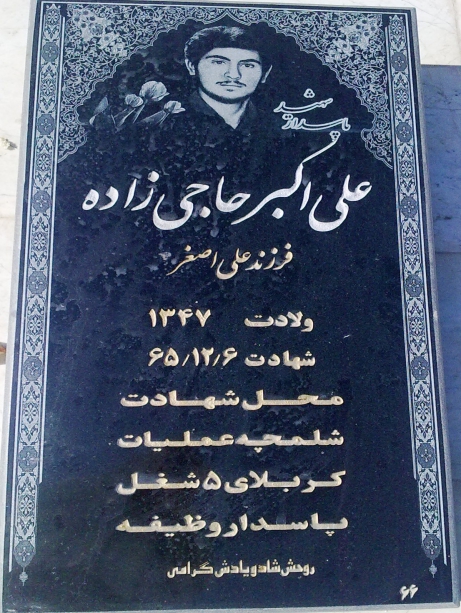 شهید
پاسدار
علی اکبر حاجی زاده
فرزند علی اصغر
ولادت ۱۳۴۷
شهادت ۶۵/۱۲/۶
محل شهادت
شلمچه عملیات
کربلای ۵ شغل
پاسدار وظیفه
روحش شاد و یادش گرامی
۶۶